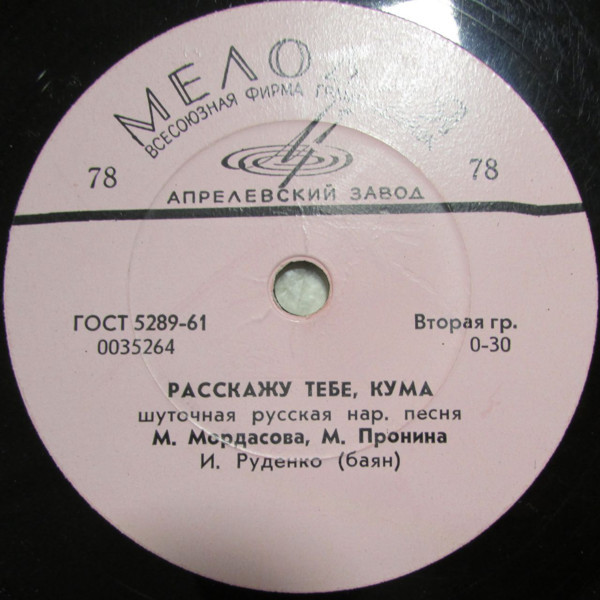 МЕЛО
ВСЕСОЮЗНАЯ ФИРМА
78
78
АПРЕЛЕВСКИЙ ЗАВОД
ГОСТ 5289-61
Вторая гр.
0035264
0-30
РАССКАЖУ ТЕБЕ, КУМА
шуточная русская нар. песня
М. Мордасова, М. Пронина
И. Руденко (баян)